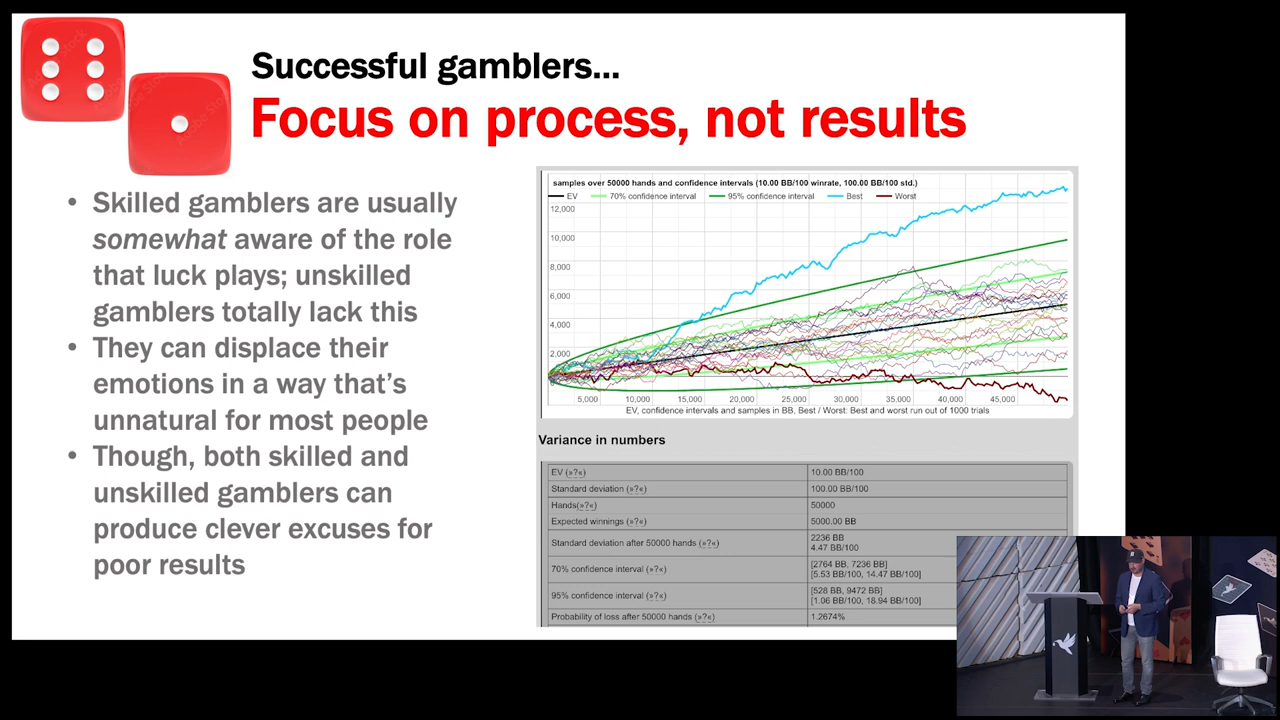 Successful gamblers...
Focus on process, not results
• Skilled gamblers are usually
somewhat aware of the role
that luck plays; unskilled
gamblers totally lack this
• They can displace their
emotions in a way that's
unnatural for most people
• Though, both skilled and
unskilled gamblers can
produce clever excuses for
poor results
samples over 50000 hands and confidence intervals (10.00 BB/100 winrate, 100.00 BB/100 std.)
EV 70% confidence interval 95% confidence interval Best Worst
12,000
10,000
8,000
6,000
4,000
2,000
5,000 10,000 15,000 20,000 25,000 30,000 35,000 40,000 45,000
EV, confidence intervals and samples in BB, Best / Worst: Best and worst run out of 1000 trials
Variance in numbers
EV (»?«) 10.00 BB/100
Standard deviation (»?«) 100.00 BB/100
Hands(»?«) 50000
Expected winnings (»?«) 5000.00 BB
Standard deviation after 50000 hands (»?«) 2236 BB
4.47 BB/100
70% confidence interval (»?«) [2764 BB, 7236 BB]
[5.53 BB/100, 14.47 BB/100]
95% confidence interval (»?«) [528 BB, 9472 BB]
[1.06 BB/100, 18.94 BB/100]
Probability of loss after 50000 hands (»?«) 1.2674%